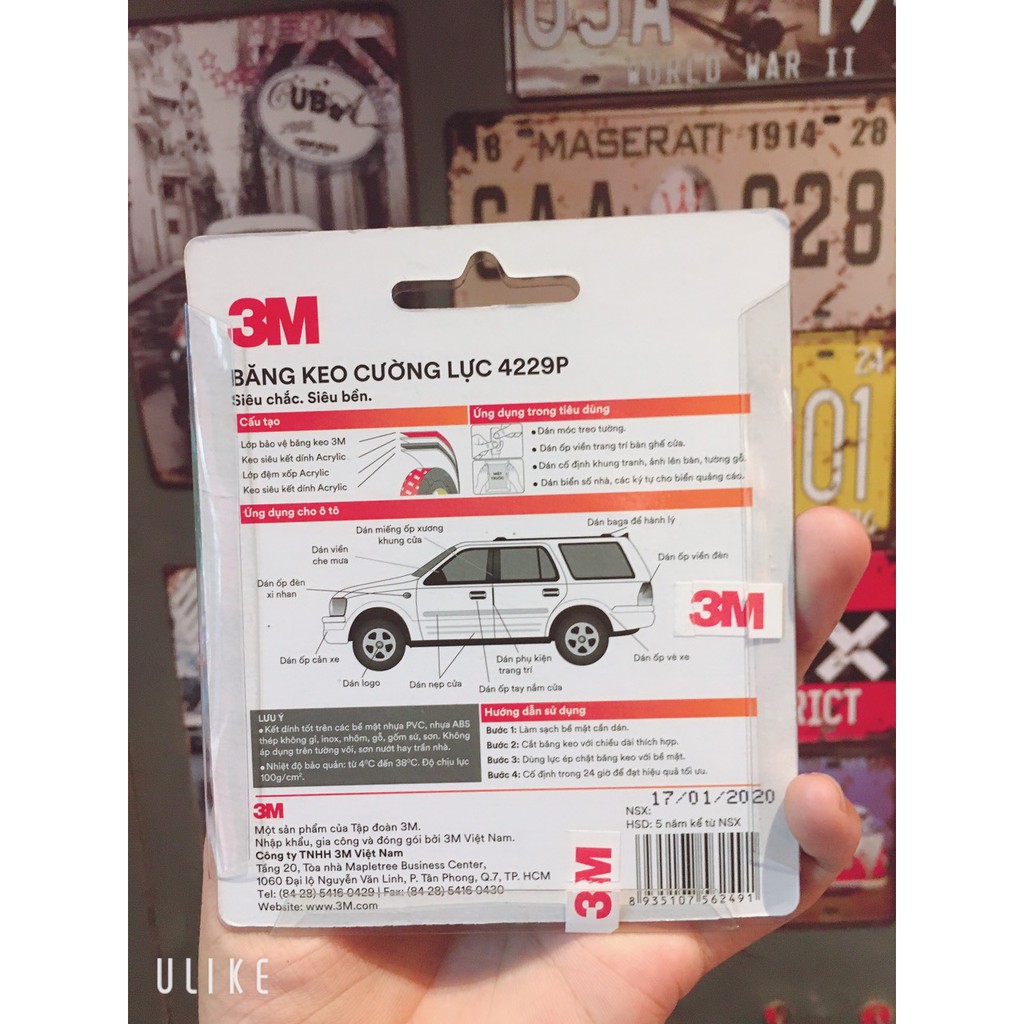 USA
WORLD WAR II
CUBA
18 MASERATI 1914 28
CAA 028
24
01
76
RICT
3M
BĂNG KEO CƯỜNG LỰC 4229P
Siêu chắc. Siêu bền.
Cấu tạo
Lớp bảo vệ băng keo 3M
Keo siêu kết dính Acrylic
Lớp đệm xốp Acrylic
Keo siêu kết dính Acrylic
Ứng dụng trong tiêu dùng
• Dán móc treo tường.
• Dán ốp viền trang trí bàn ghế cửa.
• Dán cố định khung tranh, ảnh lên bàn, tường gỗ.
• Dán biển số nhà, các ký tự cho biển quảng cáo.
Ứng dụng cho ô tô
Dán miếng ốp xương
khung cửa
Dán baga để hành lý
Dán viền
che mưa
Dán ốp viền đèn
Dán ốp đèn
xi nhan
3M
Dán ốp cản xe
Dán logo
Dán nẹp cửa
Dán phụ kiện
trang trí
Dán ốp tay nắm cửa
Dán ốp vè xe
LƯU Ý
• Kết dính tốt trên các bề mặt nhựa PVC, nhựa ABS
thép không gỉ, inox, nhôm, gỗ, gốm sứ, sơn. Không
áp dụng trên tường vôi, sơn nước hay trần nhà.
• Nhiệt độ bảo quản: từ 4°C đến 38°C. Độ chịu lực
100g/cm².
Hướng dẫn sử dụng
Bước 1: Làm sạch bề mặt cần dán.
Bước 2: Cắt băng keo với chiều dài thích hợp.
Bước 3: Dùng lực ép chặt băng keo với bề mặt.
Bước 4: Cố định trong 24 giờ để đạt hiệu quả tối ưu.
3M
Một sản phẩm của Tập đoàn 3M.
Nhập khẩu, gia công và đóng gói bởi 3M Việt Nam.
Công ty TNHH 3M Việt Nam
Tầng 20, Tòa nhà Mapletree Business Center,
1060 Đại lộ Nguyễn Văn Linh, P. Tân Phong, Q.7, TP. HCM
Tel: (84-28) 5416 0429 | Fax: (84-28) 5416 0430
Website: www.3M.com
17/01/2020
NSX:
HSD: 5 năm kể từ NSX
8 935107 562491
3M
ULIKE